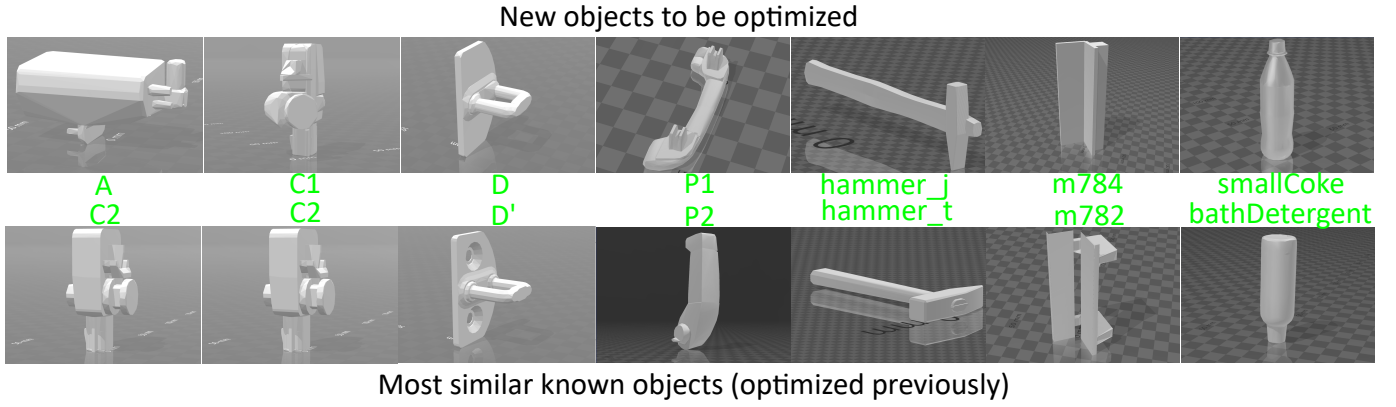 New objects to be optimized
A C1 D P1 hammer_j m784 smallCoke
C2 C2 D' P2 hammer_t m782 bathDetergent
Most similar known objects (optimized previously)